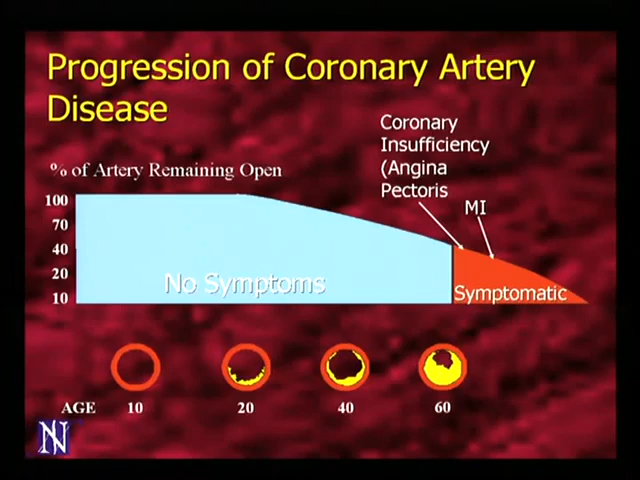 Progression of Coronary Artery
Disease
Coronary
Insufficiency
(Angina
Pectoris
MI
% of Artery Remaining Open
100
70
40
20
10
No Symptoms
Symptomatic
AGE 10 20 40 60
N